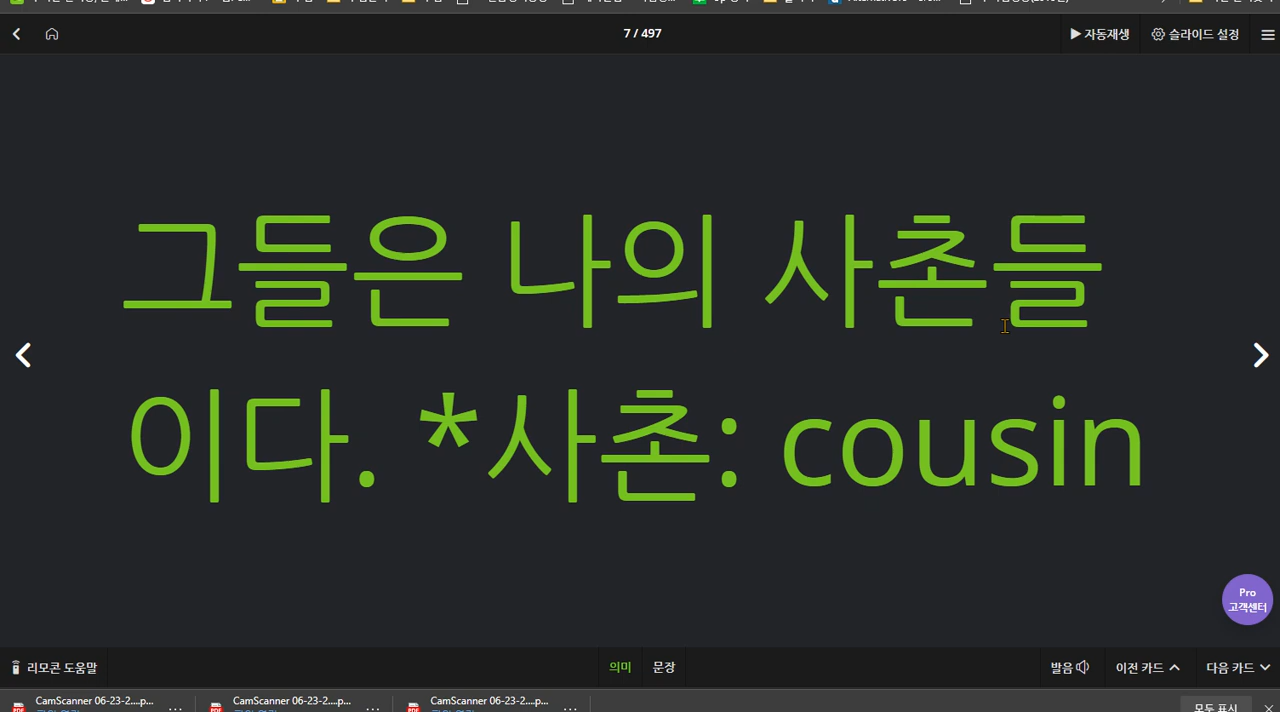 7 / 497
자동재생
슬라이드 설정
그들은 나의 사촌들
이다. *사촌: cousin
Pro
고객센터
리모콘 도움말
의미
문장
발음
이전 카드
다음 카드
CamScanner 06-23-2....p...
CamScanner 06-23-2....p...
CamScanner 06-23-2....p...
모두 표시